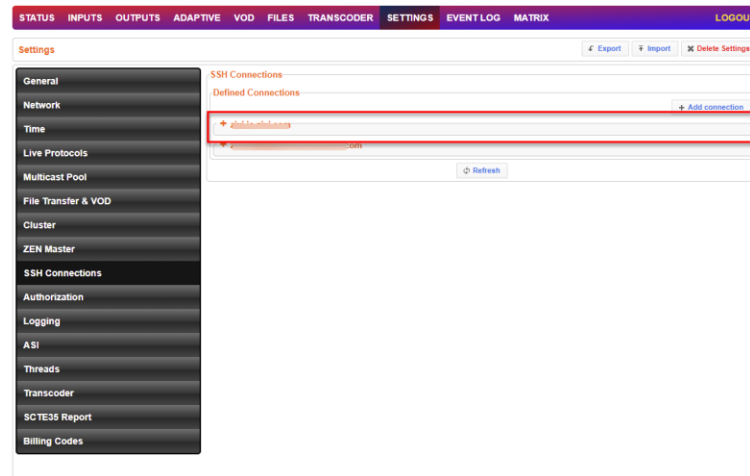 STATUS INPUTS OUTPUTS ADAPTIVE VOD FILES TRANSCODER SETTINGS EVENT LOG MATRIX LOGOU
Settings Export Import Delete Settings
General
Network
Time
Live Protocols
Multicast Pool
File Transfer & VOD
Cluster
ZEN Master
SSH Connections
Authorization
Logging
ASI
Threads
Transcoder
SCTE35 Report
Billing Codes
SSH Connections
Defined Connections
+ Add connection
+
+ .com
Refresh